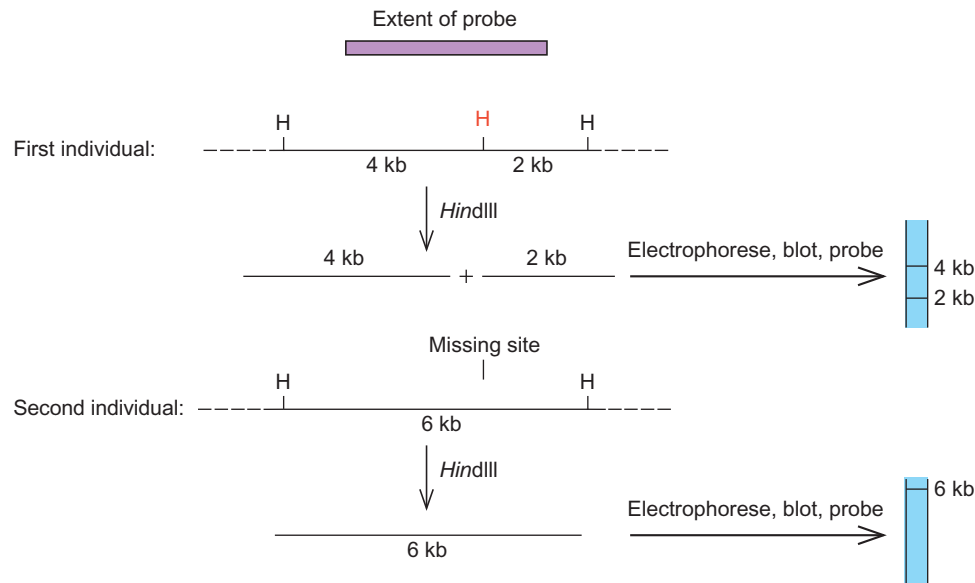 Extent of probe
H H H
First individual:
4 kb 2 kb
HindIII
4 kb + 2 kb
Electrophorese, blot, probe
4 kb
2 kb
Missing site
H H
Second individual:
6 kb
HindIII
6 kb
Electrophorese, blot, probe
6 kb